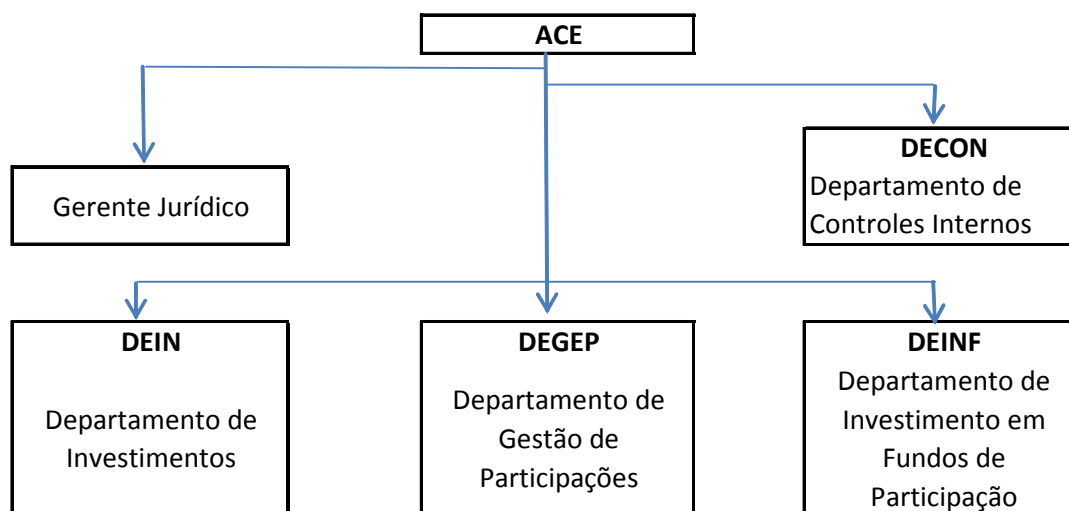 ACE
Gerente Jurídico
DECON
Departamento de
Controles Internos
DEIN
Departamento de
Investimentos
DEGEP
Departamento de
Gestão de
Participações
DEINF
Departamento de
Investimento em
Fundos de
Participação